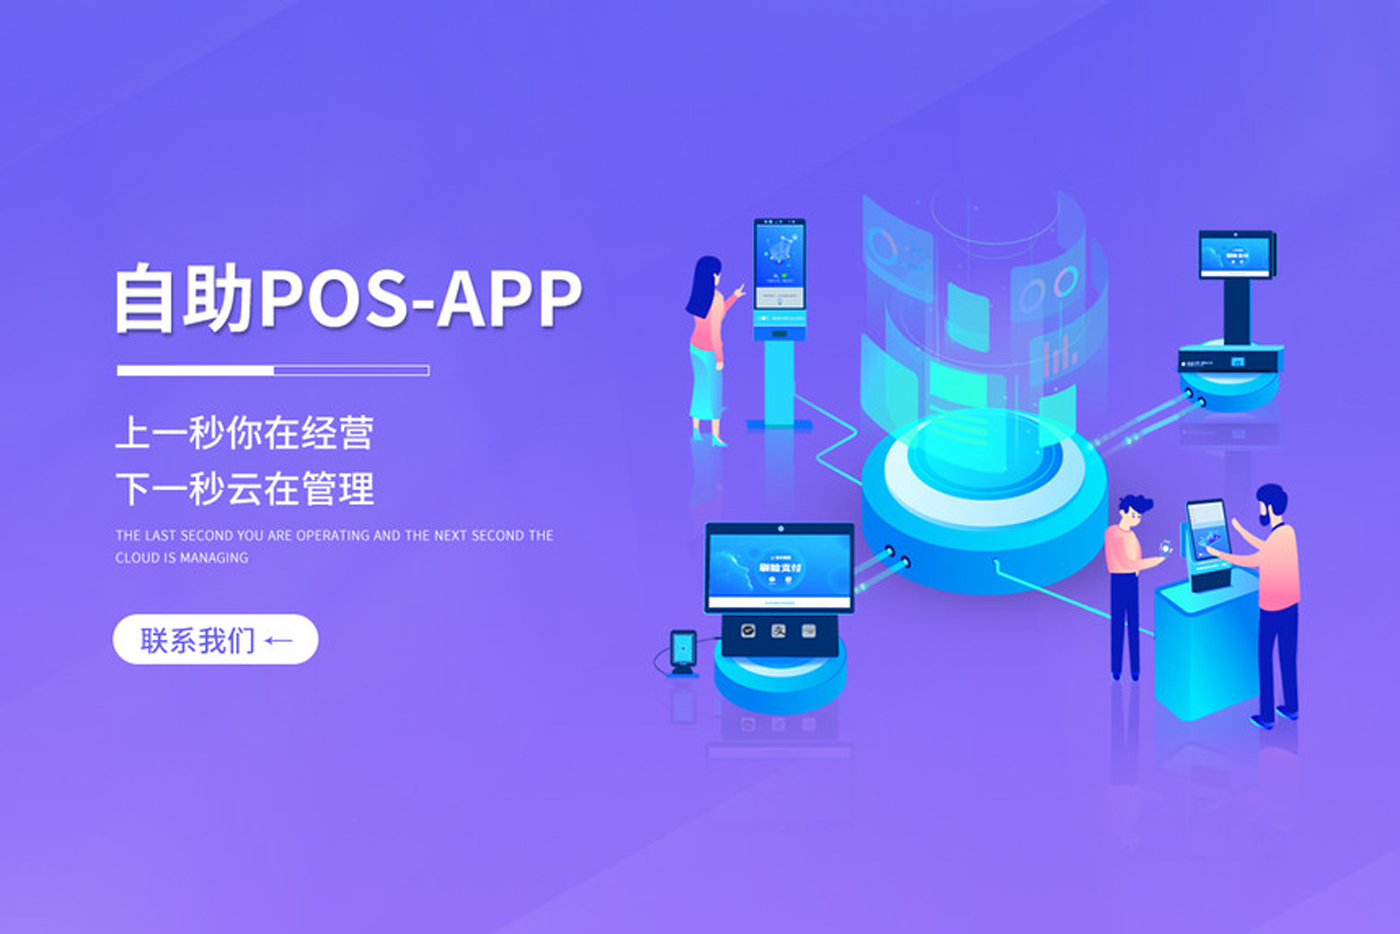 自助POS-APP
上一秒你在经营
下一秒云在管理
THE LAST SECOND YOU ARE OPERATING AND THE NEXT SECOND THE
CLOUD IS MANAGING
联系我们 ←
刷脸支付